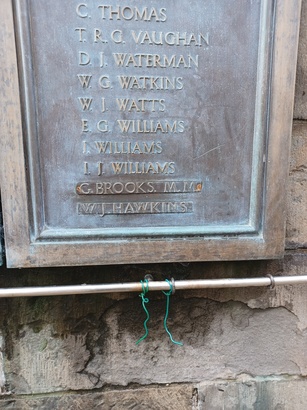 C. THOMAS
T. R. G. VAUGHAN
D. J. WATERMAN
W. G. WATKINS
W. J. WATTS
E. G. WILLIAMS
I. WILLIAMS
I. J. WILLIAMS
G. BROOKS. M. M.
W. J. HAWKINS.